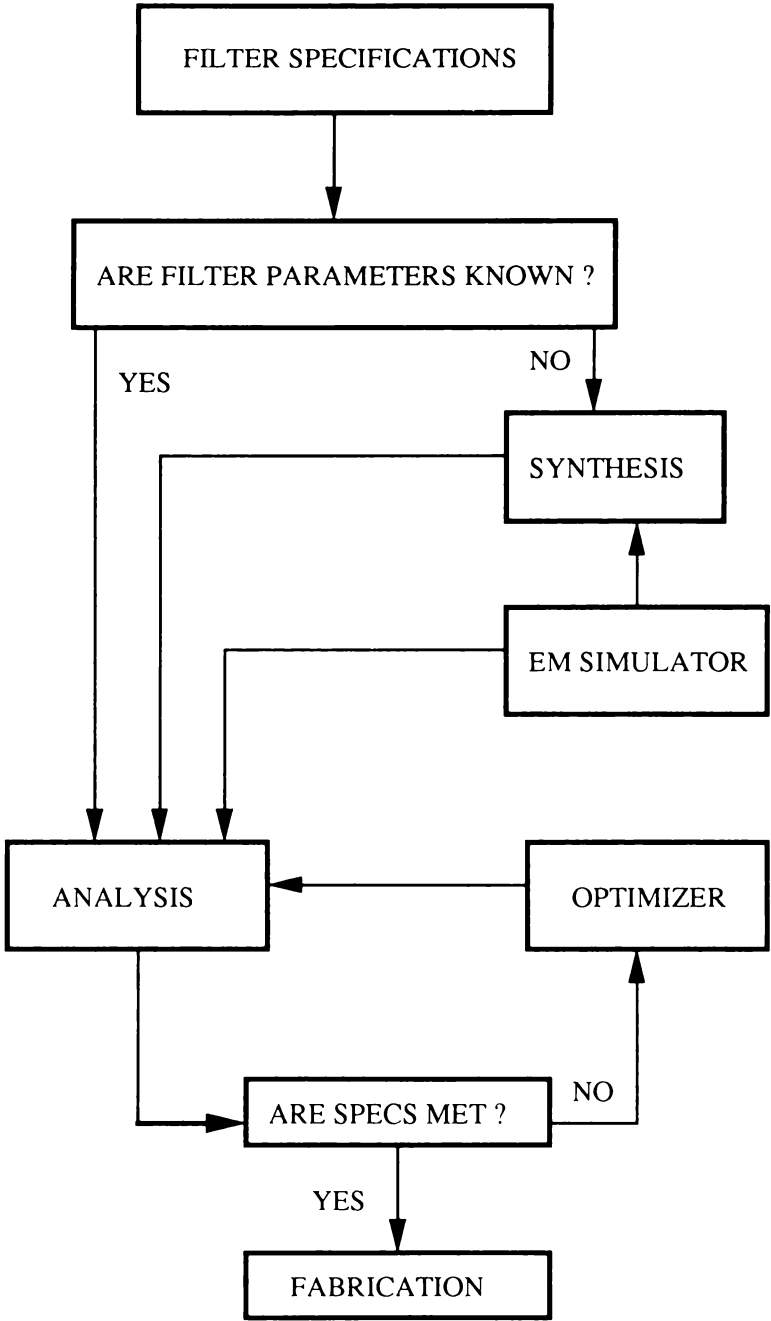 FILTER SPECIFICATIONS
ARE FILTER PARAMETERS KNOWN ?
YES
NO
SYNTHESIS
EM SIMULATOR
ANALYSIS
OPTIMIZER
ARE SPECS MET ?
NO
YES
FABRICATION